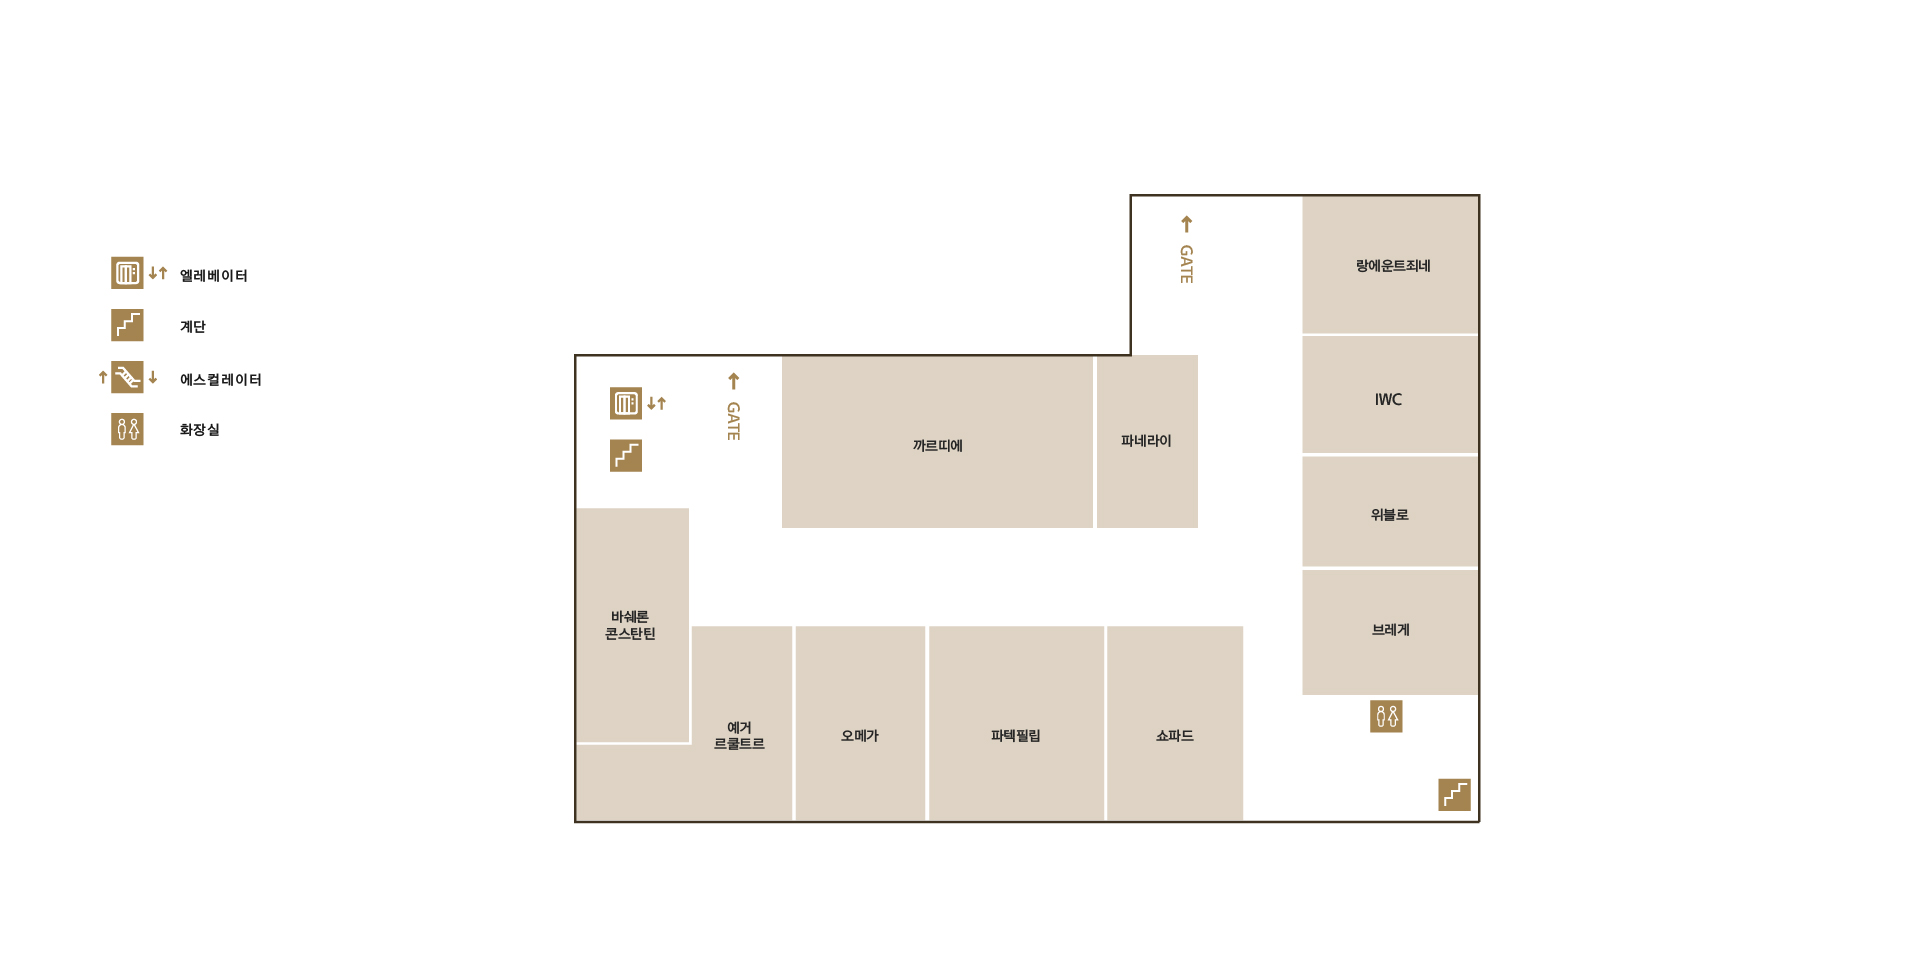 엘레베이터
계단
에스컬레이터
화장실
GATE
랑에운트죄네
IWC
위블로
브레게
GATE
까르띠에
파네라이
바쉐론
콘스탄틴
예거
르쿨트르
오메가
파텍필립
쇼파드